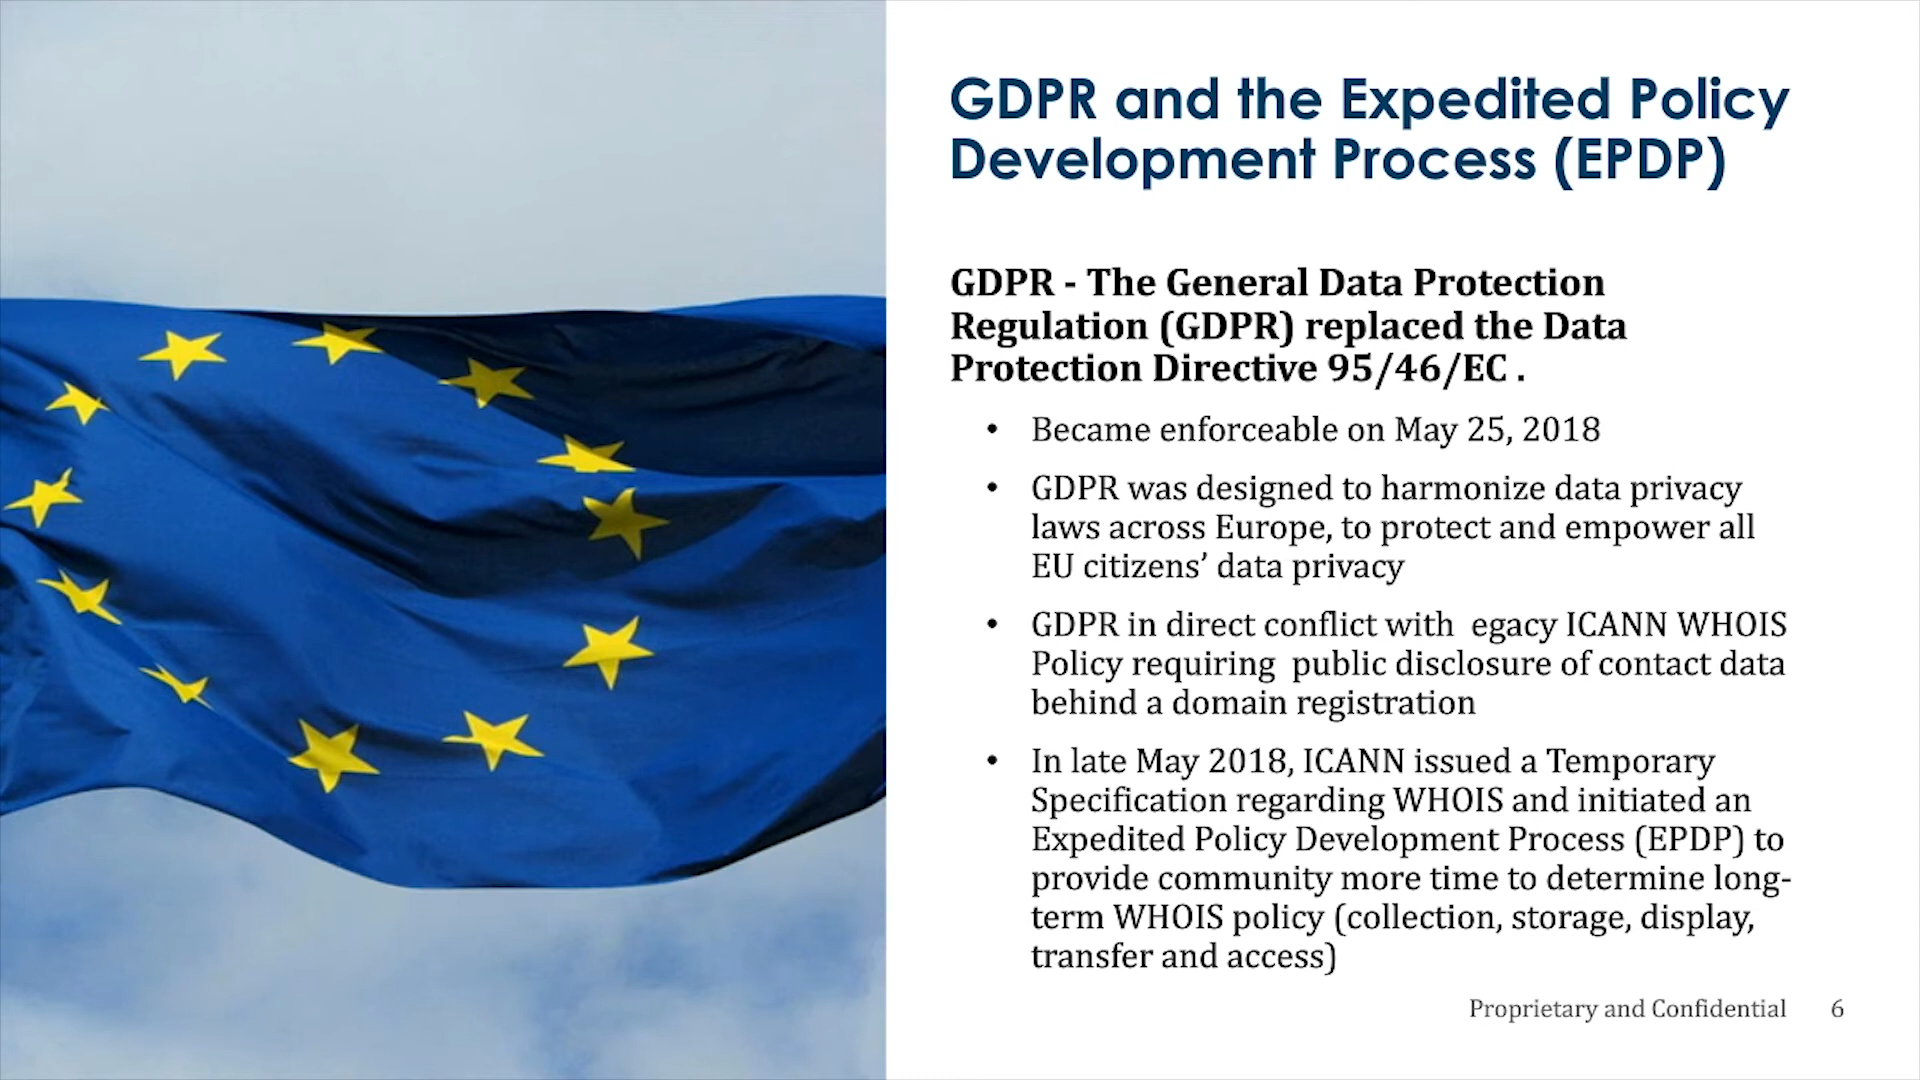 GDPR and the Expedited Policy
Development Process (EPDP)
GDPR - The General Data Protection
Regulation (GDPR) replaced the Data
Protection Directive 95/46/EC .
• Became enforceable on May 25, 2018
• GDPR was designed to harmonize data privacy
laws across Europe, to protect and empower all
EU citizens’ data privacy
• GDPR in direct conflict with  egacy ICANN WHOIS
Policy requiring  public disclosure of contact data
behind a domain registration
• In late May 2018, ICANN issued a Temporary
Specification regarding WHOIS and initiated an
Expedited Policy Development Process (EPDP) to
provide community more time to determine long-
term WHOIS policy (collection, storage, display,
transfer and access)
Proprietary and Confidential 6